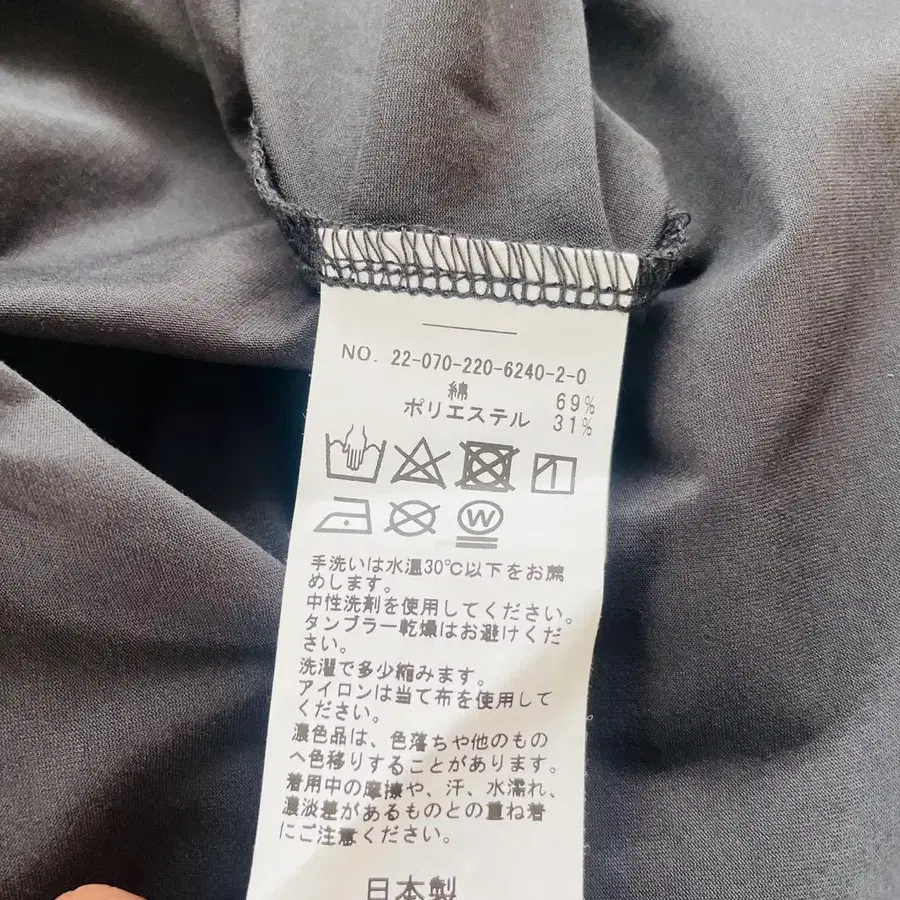 NO. 22-070-220-6240-2-0
綿 69%
ポリエステル 31%
W
手洗いは水温30℃以下をお薦
めします。
中性洗剤を使用してください。
タンブラー乾燥はお避けくだ
さい。
洗濯で多少縮みます。
アイロンは当て布を使用して
ください。
濃色品は、色落ちや他のもの
へ色移りすることがあります。
着用中の摩擦や、汗、水濡れ、
濃淡差があるものとの重ね着
にご注意ください。
日本製